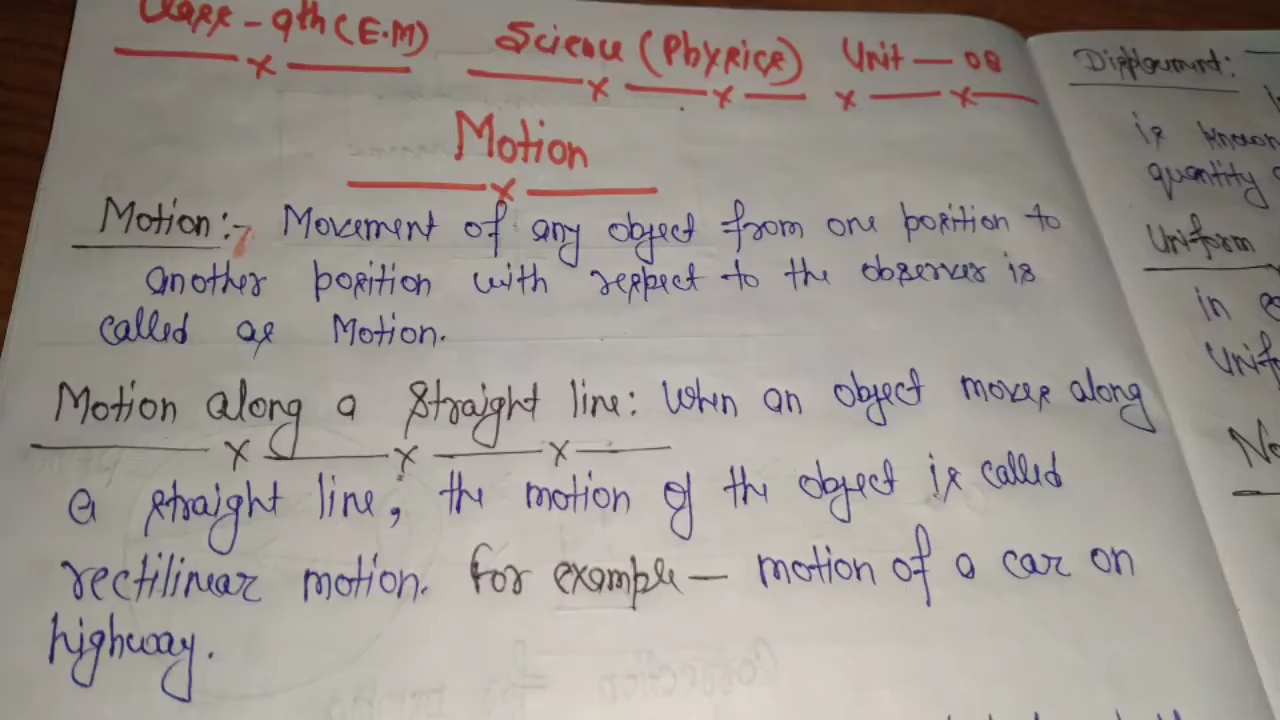 Class - 9th (E.M) Science (Physics) Unit - 08
Motion
Motion :- Movement of any object from one position to
another position with respect to the observer is
called as Motion.
Motion along a straight line: When an object moves along
a straight line, the motion of the object is called
rectilinear motion. For example - motion of a car on
highway.
Displacement:
is known
quantity
Uniform
in